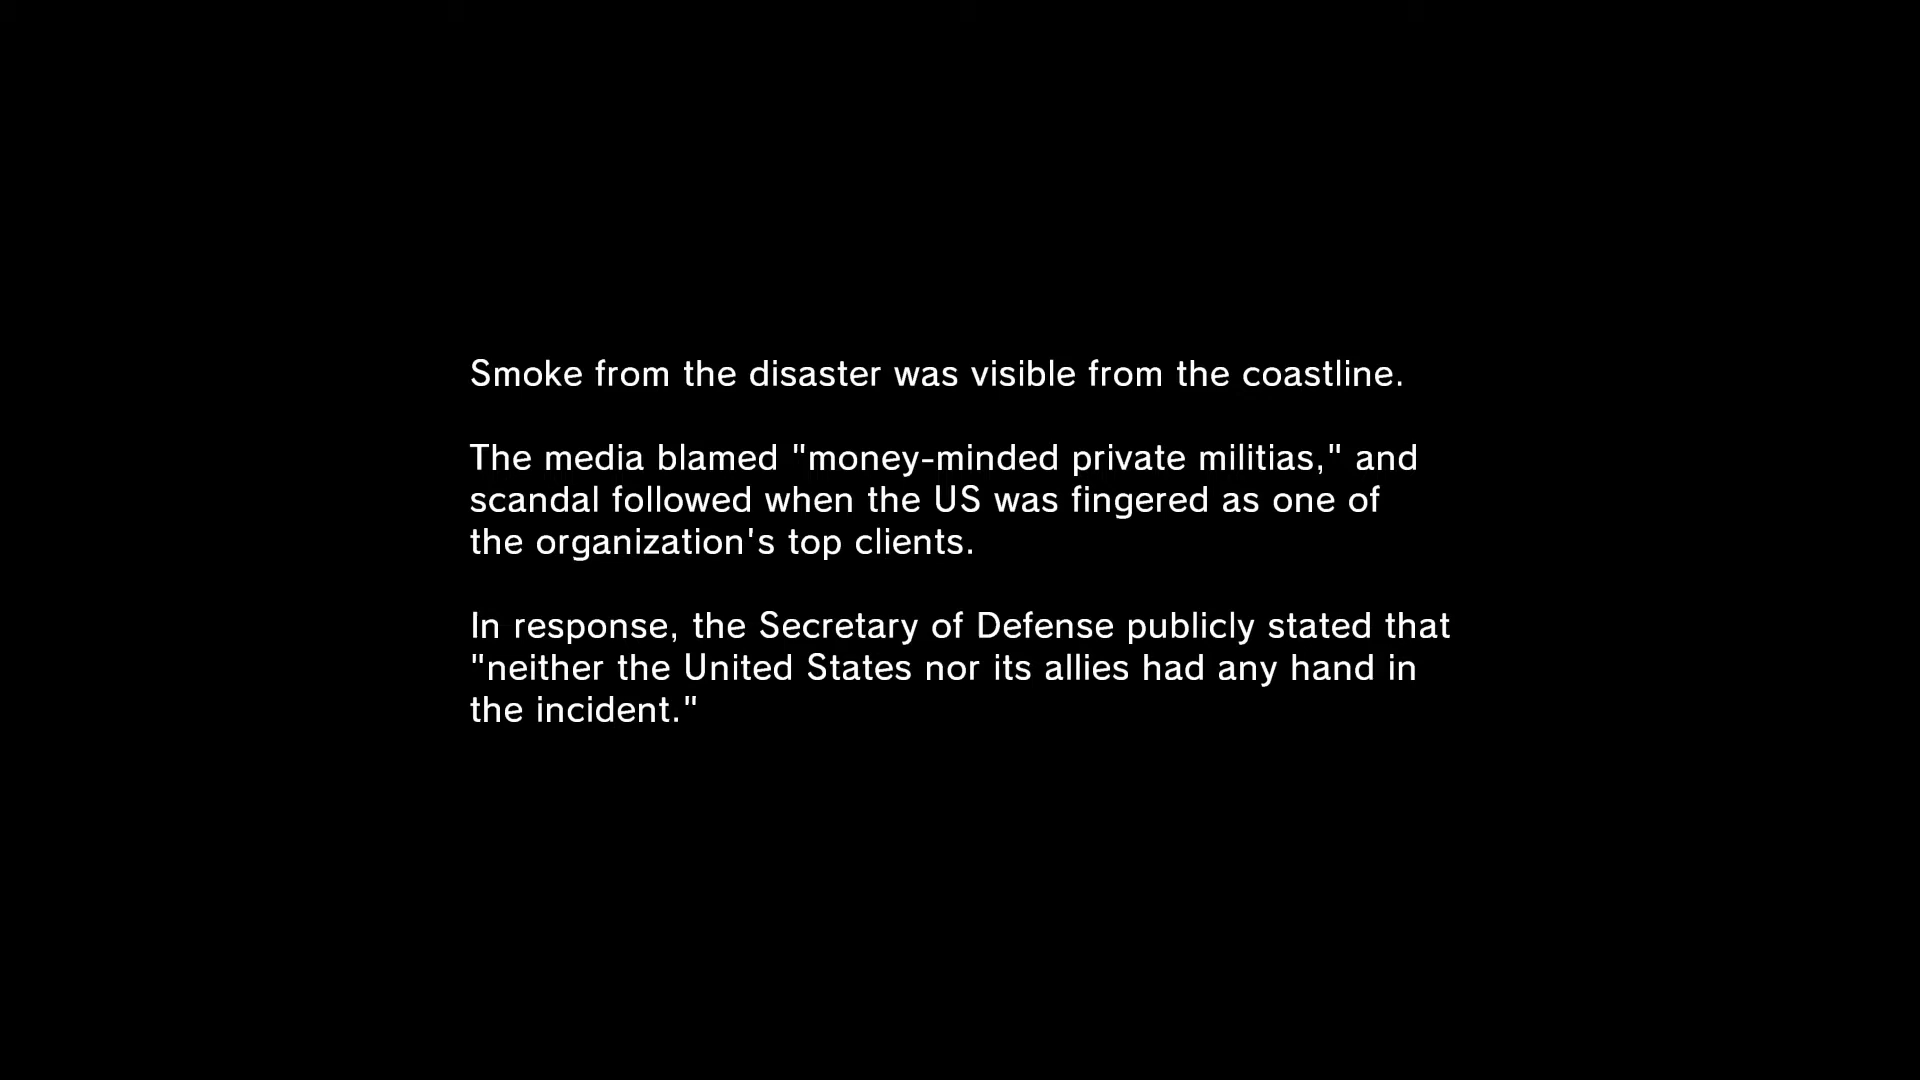 Smoke from the disaster was visible from the coastline.
The media blamed "money-minded private militias," and
scandal followed when the US was fingered as one of
the organization's top clients.
In response, the Secretary of Defense publicly stated that
"neither the United States nor its allies had any hand in
the incident."